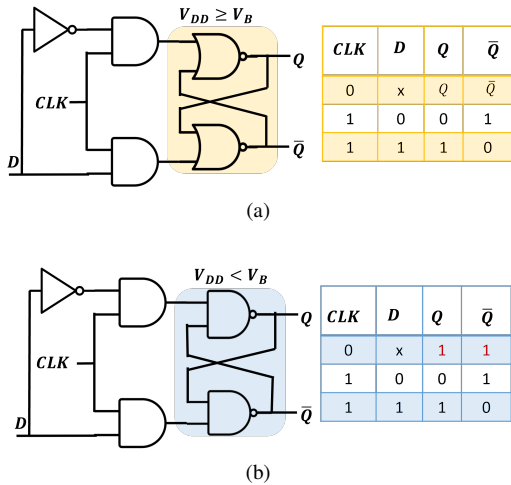 V_DD ≥ V_B
CLK
D
Q
Q̄
CLK D Q Q̄
0 x Q Q̄
1 0 0 1
1 1 1 0
(a)
V_DD < V_B
CLK
D
Q
Q̄
CLK D Q Q̄
0 x 1 1
1 0 0 1
1 1 1 0
(b)